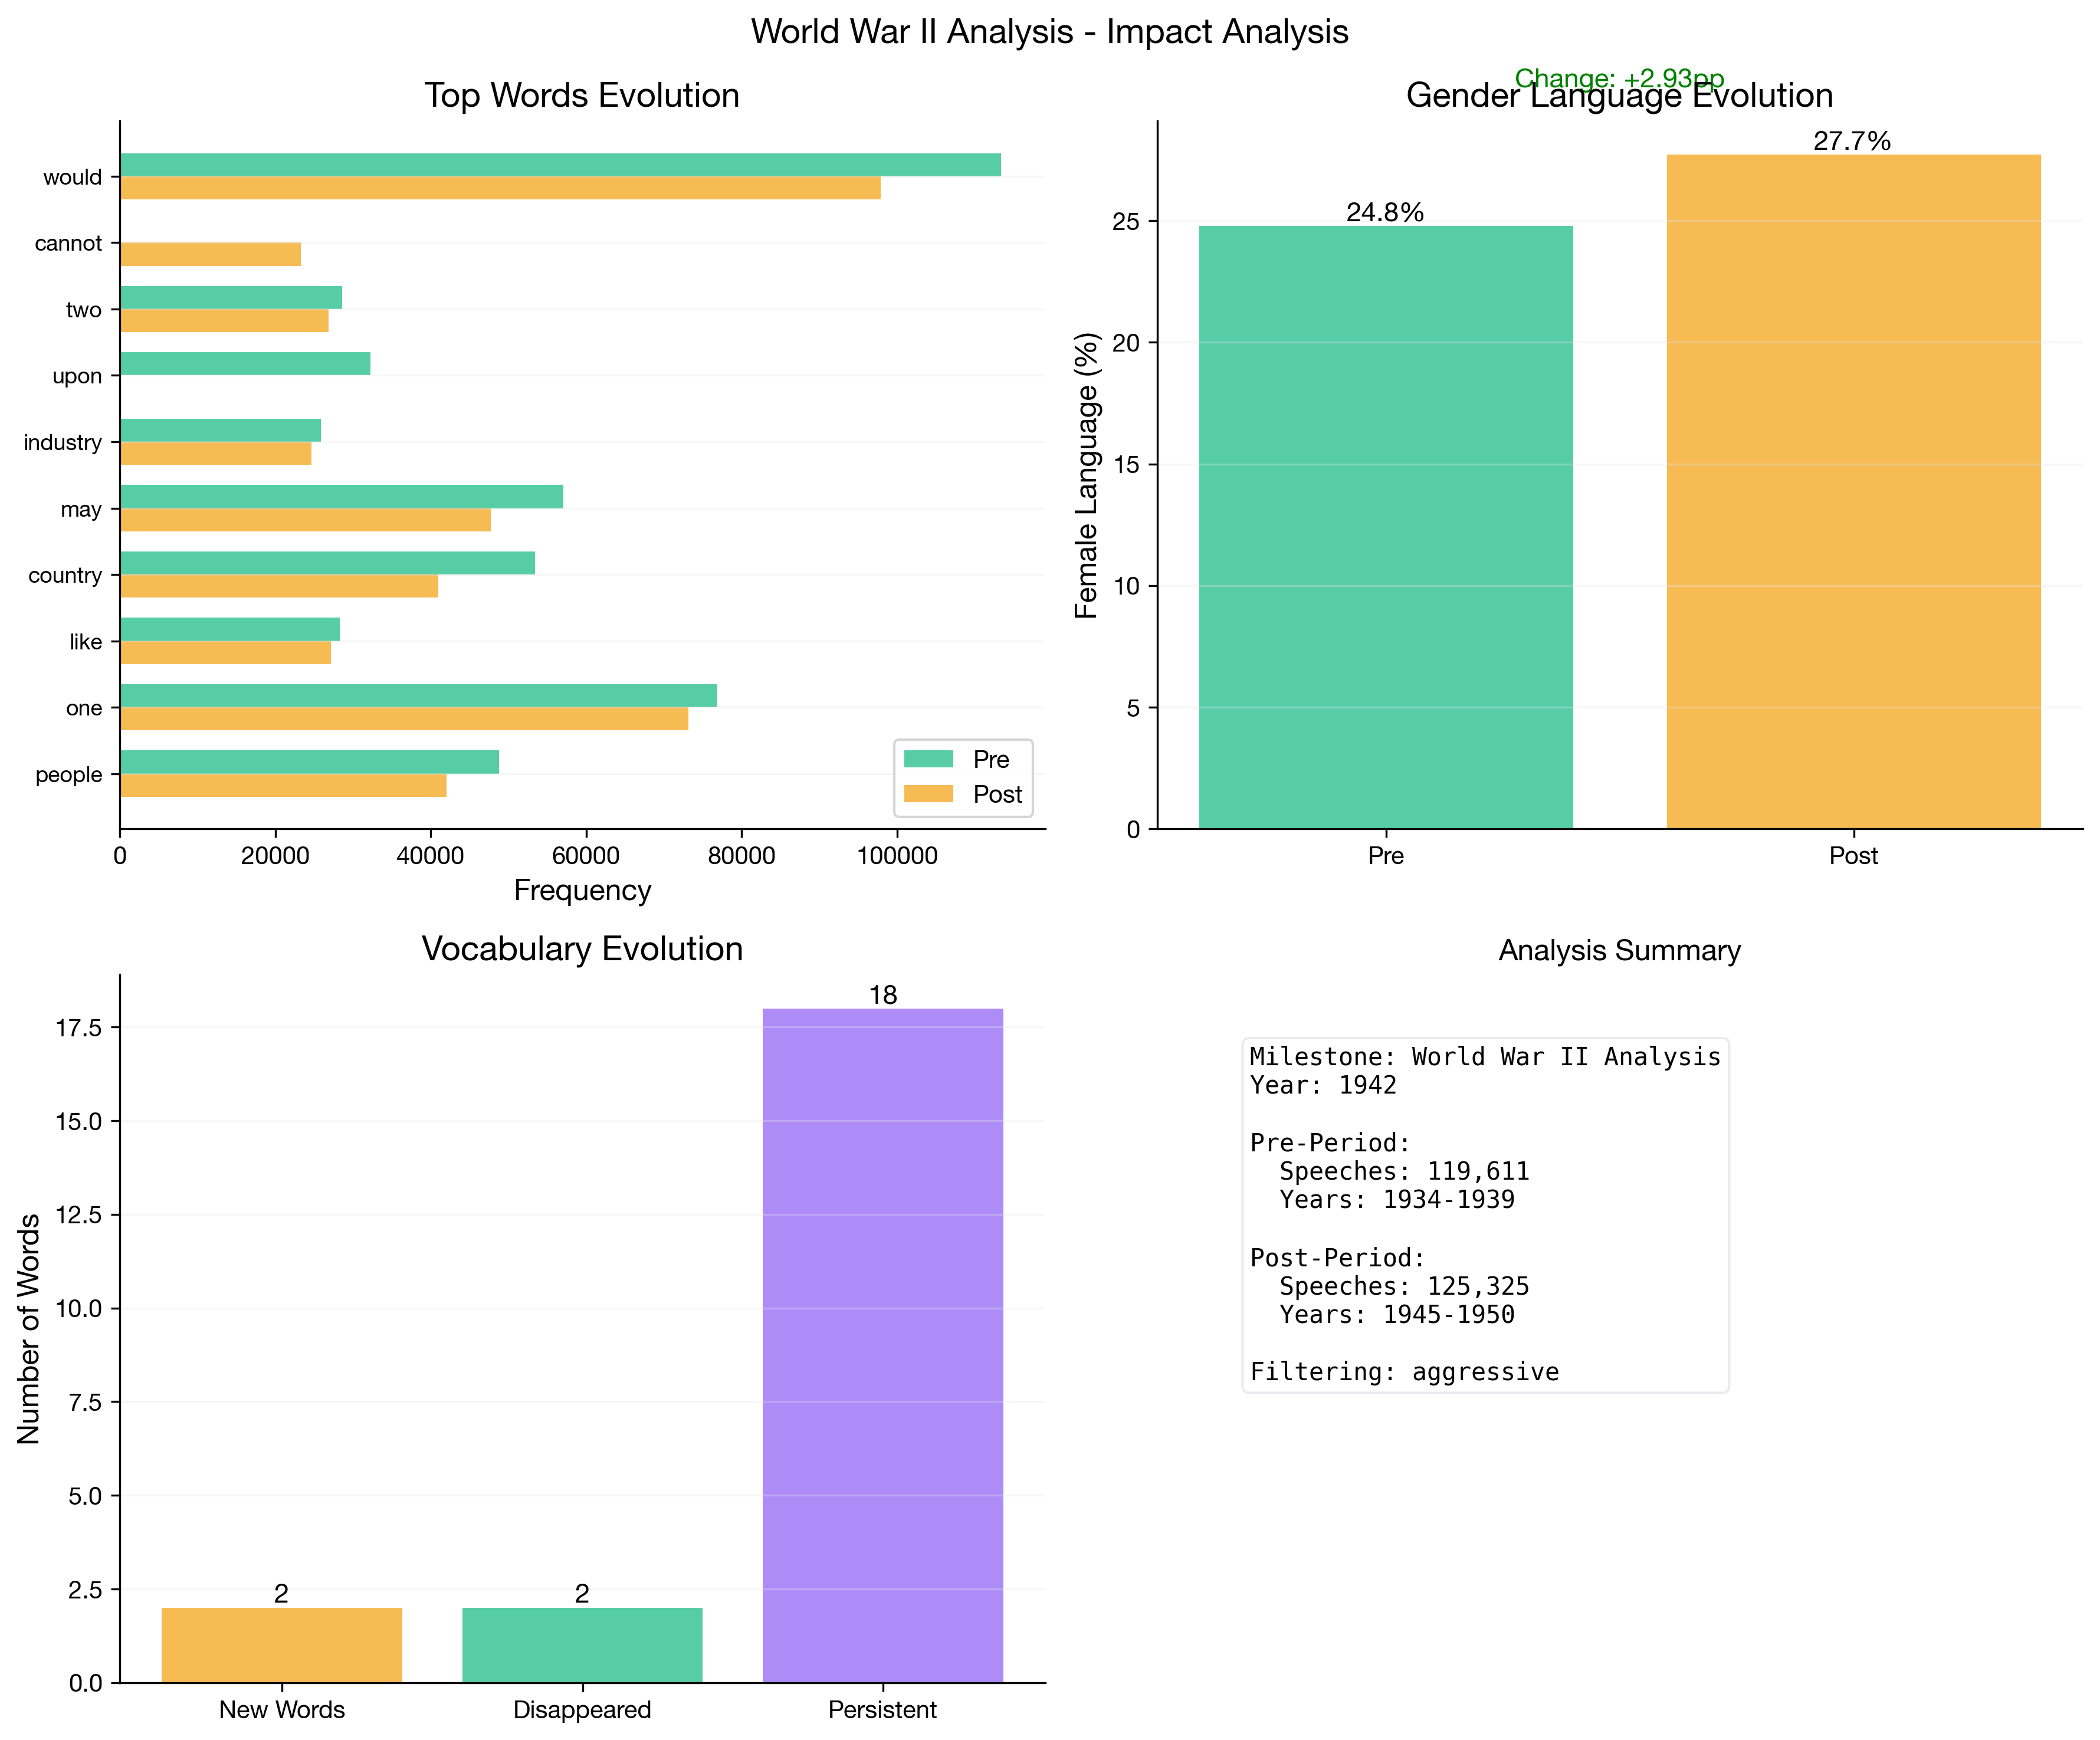 World War II Analysis - Impact Analysis
Top Words Evolution
would
cannot
two
upon
industry
may
country
like
one
people
Pre
Post
0 20000 40000 60000 80000 100000
Frequency
Change: +2.93pp
Gender Language Evolution
Female Language (%)
27.7%
24.8%
25
20
15
10
5
0
Pre Post
Vocabulary Evolution
Number of Words
18
17.5
15.0
12.5
10.0
7.5
5.0
2.5
0.0
2 2
New Words Disappeared Persistent
Analysis Summary
Milestone: World War II Analysis
Year: 1942
Pre-Period:
Speeches: 119,611
Years: 1934-1939
Post-Period:
Speeches: 125,325
Years: 1945-1950
Filtering: aggressive